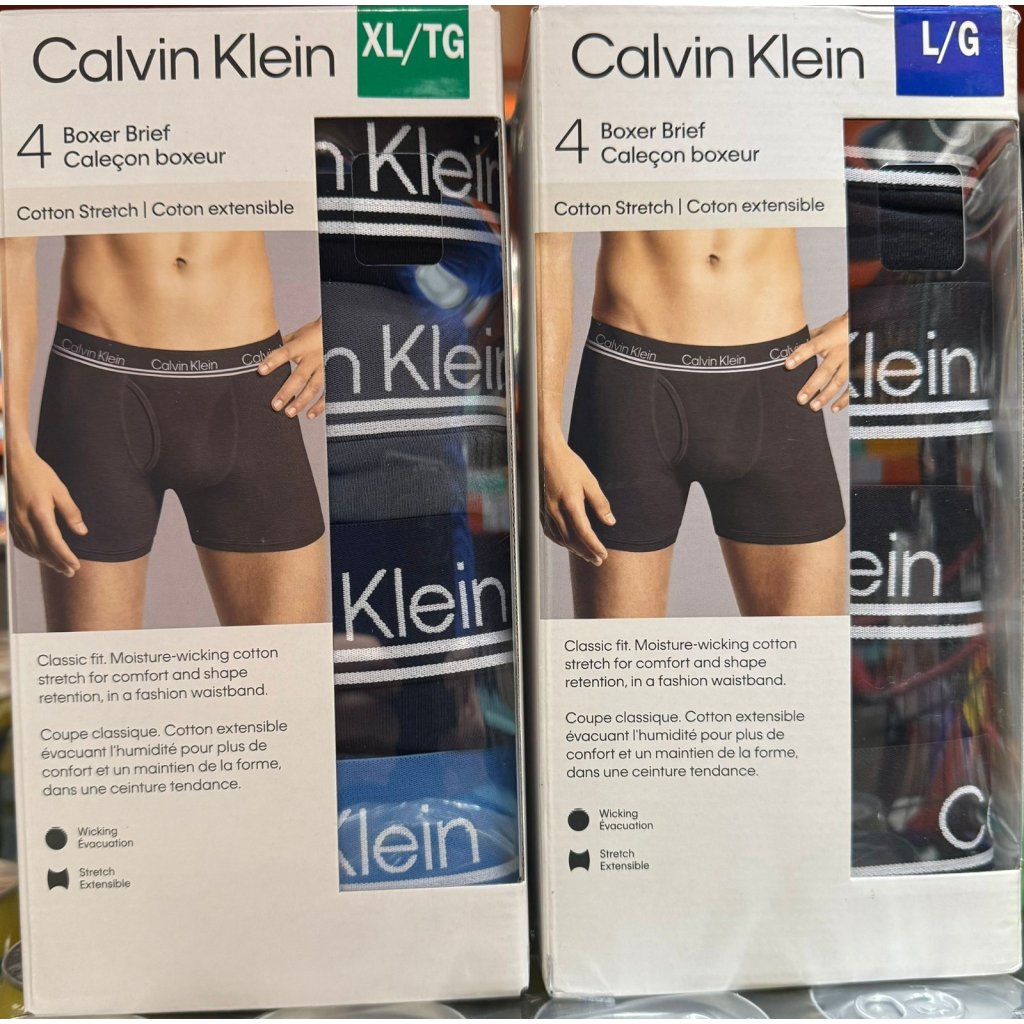 Calvin Klein
XL/TG
4 Boxer Brief
Caleçon boxeur
Cotton Stretch | Coton extensible
Calvin Klein Calvin Klein Calvin
Classic fit. Moisture-wicking cotton
stretch for comfort and shape
retention, in a fashion waistband.
Coupe classique. Cotton extensible
évacuant l'humidité pour plus de
confort et un maintien de la forme,
dans une ceinture tendance.
Wicking
Évacuation
Stretch
Extensible
n Klein
n Klein
Klein
Klein
Calvin Klein
L/G
4 Boxer Brief
Caleçon boxeur
Cotton Stretch | Coton extensible
Calvin Klein Calvin Klein Calvin
Classic fit. Moisture-wicking cotton
stretch for comfort and shape
retention, in a fashion waistband.
Coupe classique. Cotton extensible
évacuant l'humidité pour plus de
confort et un maintien de la forme,
dans une ceinture tendance.
Wicking
Évacuation
Stretch
Extensible
Klein
ein
C